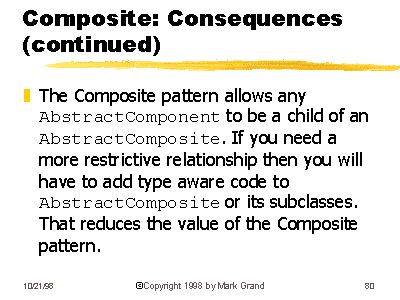 Composite: Consequences
(continued)
The Composite pattern allows any
AbstractComponent to be a child of an
AbstractComposite. If you need a
more restrictive relationship then you will
have to add type aware code to
AbstractComposite or its subclasses.
That reduces the value of the Composite
pattern.
10/21/98 ©Copyright 1998 by Mark Grand 80